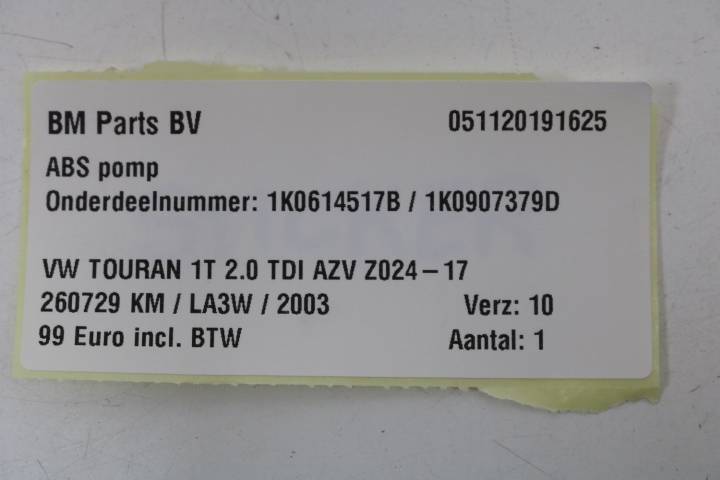 BM Parts BV 051120191625
ABS pomp
Onderdeelnummer: 1K0614517B / 1K0907379D
VW TOURAN 1T 2.0 TDI AZV Z024-17
260729 KM / LA3W / 2003 Verz: 10
99 Euro incl. BTW Aantal: 1